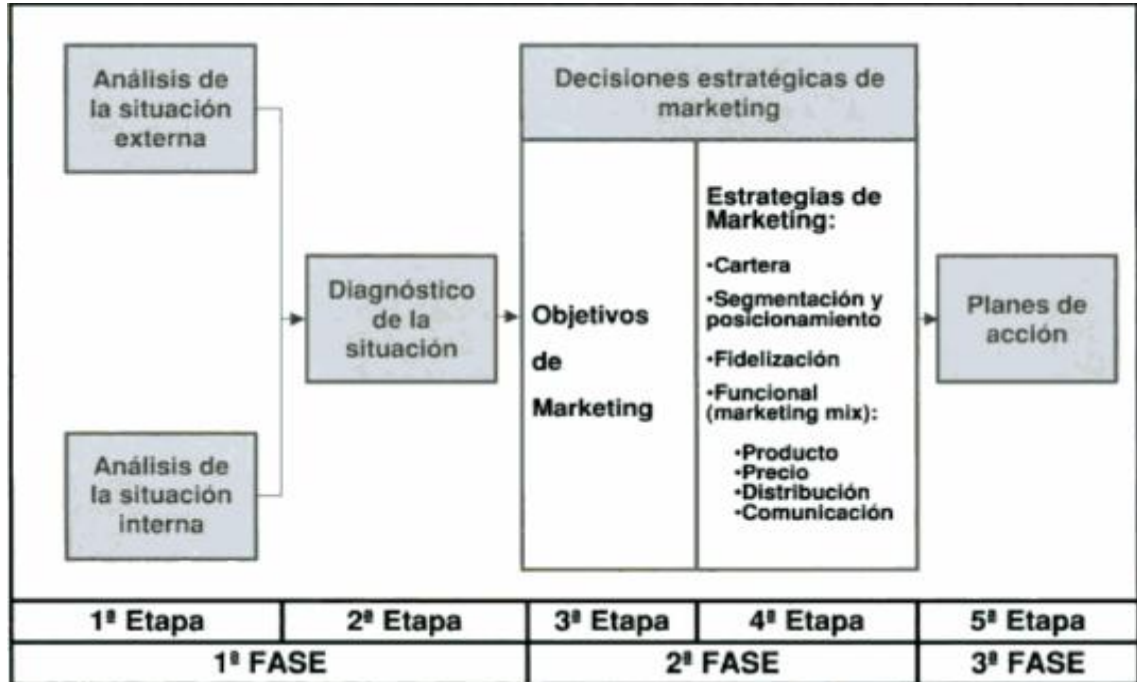 Análisis de
la situación
externa
Análisis de
la situación
interna
Diagnóstico
de la
situación
Decisiones estratégicas de
marketing
Objetivos
de
Marketing
Estrategias de
Marketing:
•Cartera
•Segmentación y
posicionamiento
•Fidelización
•Funcional
(marketing mix):
•Producto
•Precio
•Distribución
•Comunicación
Planes de
acción
1ª Etapa
2ª Etapa
3ª Etapa
4ª Etapa
5ª Etapa
1ª FASE
2ª FASE
3ª FASE